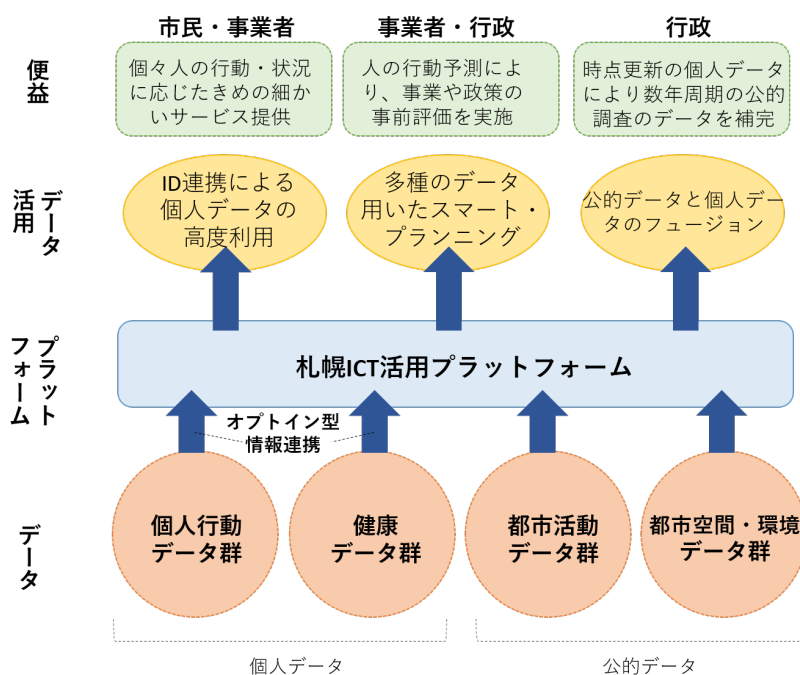 市民・事業者
事業者・行政
行政
便益
個々人の行動・状況
に応じたきめの細か
いサービス提供
人の行動予測によ
り、事業や政策の
事前評価を実施
時点更新の個人データ
により数年周期の公的
調査のデータを補完
データ
活用
ID連携による
個人データの
高度利用
多種のデータ
用いたスマート・
プランニング
公的データと個人デー
タのフュージョン
プラット
フォーム
札幌ICT活用プラットフォーム
オプトイン型
情報連携
データ
個人行動
データ群
健康
データ群
都市活動
データ群
都市空間・環境
データ群
個人データ
公的データ